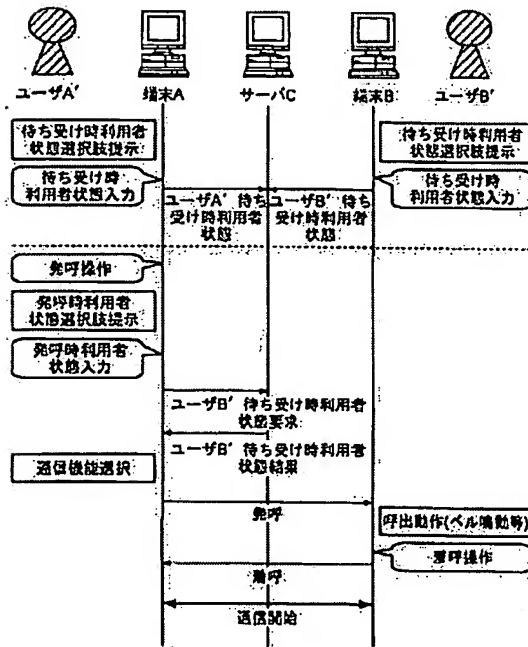 ユーザA′
端末A
サーバC
端末B
ユーザB′
待ち受け時利用者
状態選択肢提示
待ち受け時利用者
状態選択肢提示
待ち受け時
利用者状態入力
待ち受け時
利用者状態入力
ユーザA′ 待ち
受け時利用者
状態
ユーザB′ 待ち
受け時利用者
状態
発呼操作
発呼時利用者
状態選択肢提示
発呼時利用者
状態入力
ユーザB′ 待ち受け時利用者
状態要求
ユーザB′ 待ち受け時利用者
状態結果
通信機能選択
発呼
呼出動作(ベル鳴動等)
着呼操作
着呼
通信開始